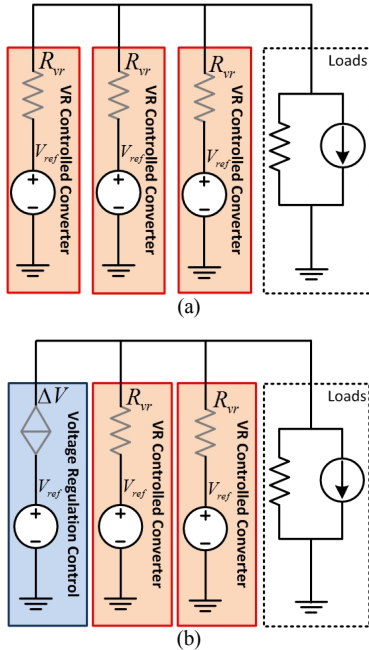 Loads
R_vr
R_vr
R_vr
V_ref
V_ref
V_ref
VR Controlled Converter
VR Controlled Converter
VR Controlled Converter
(a)
ΔV
R_vr
R_vr
Loads
V_ref
V_ref
V_ref
Voltage Regulation Control
VR Controlled Converter
VR Controlled Converter
(b)